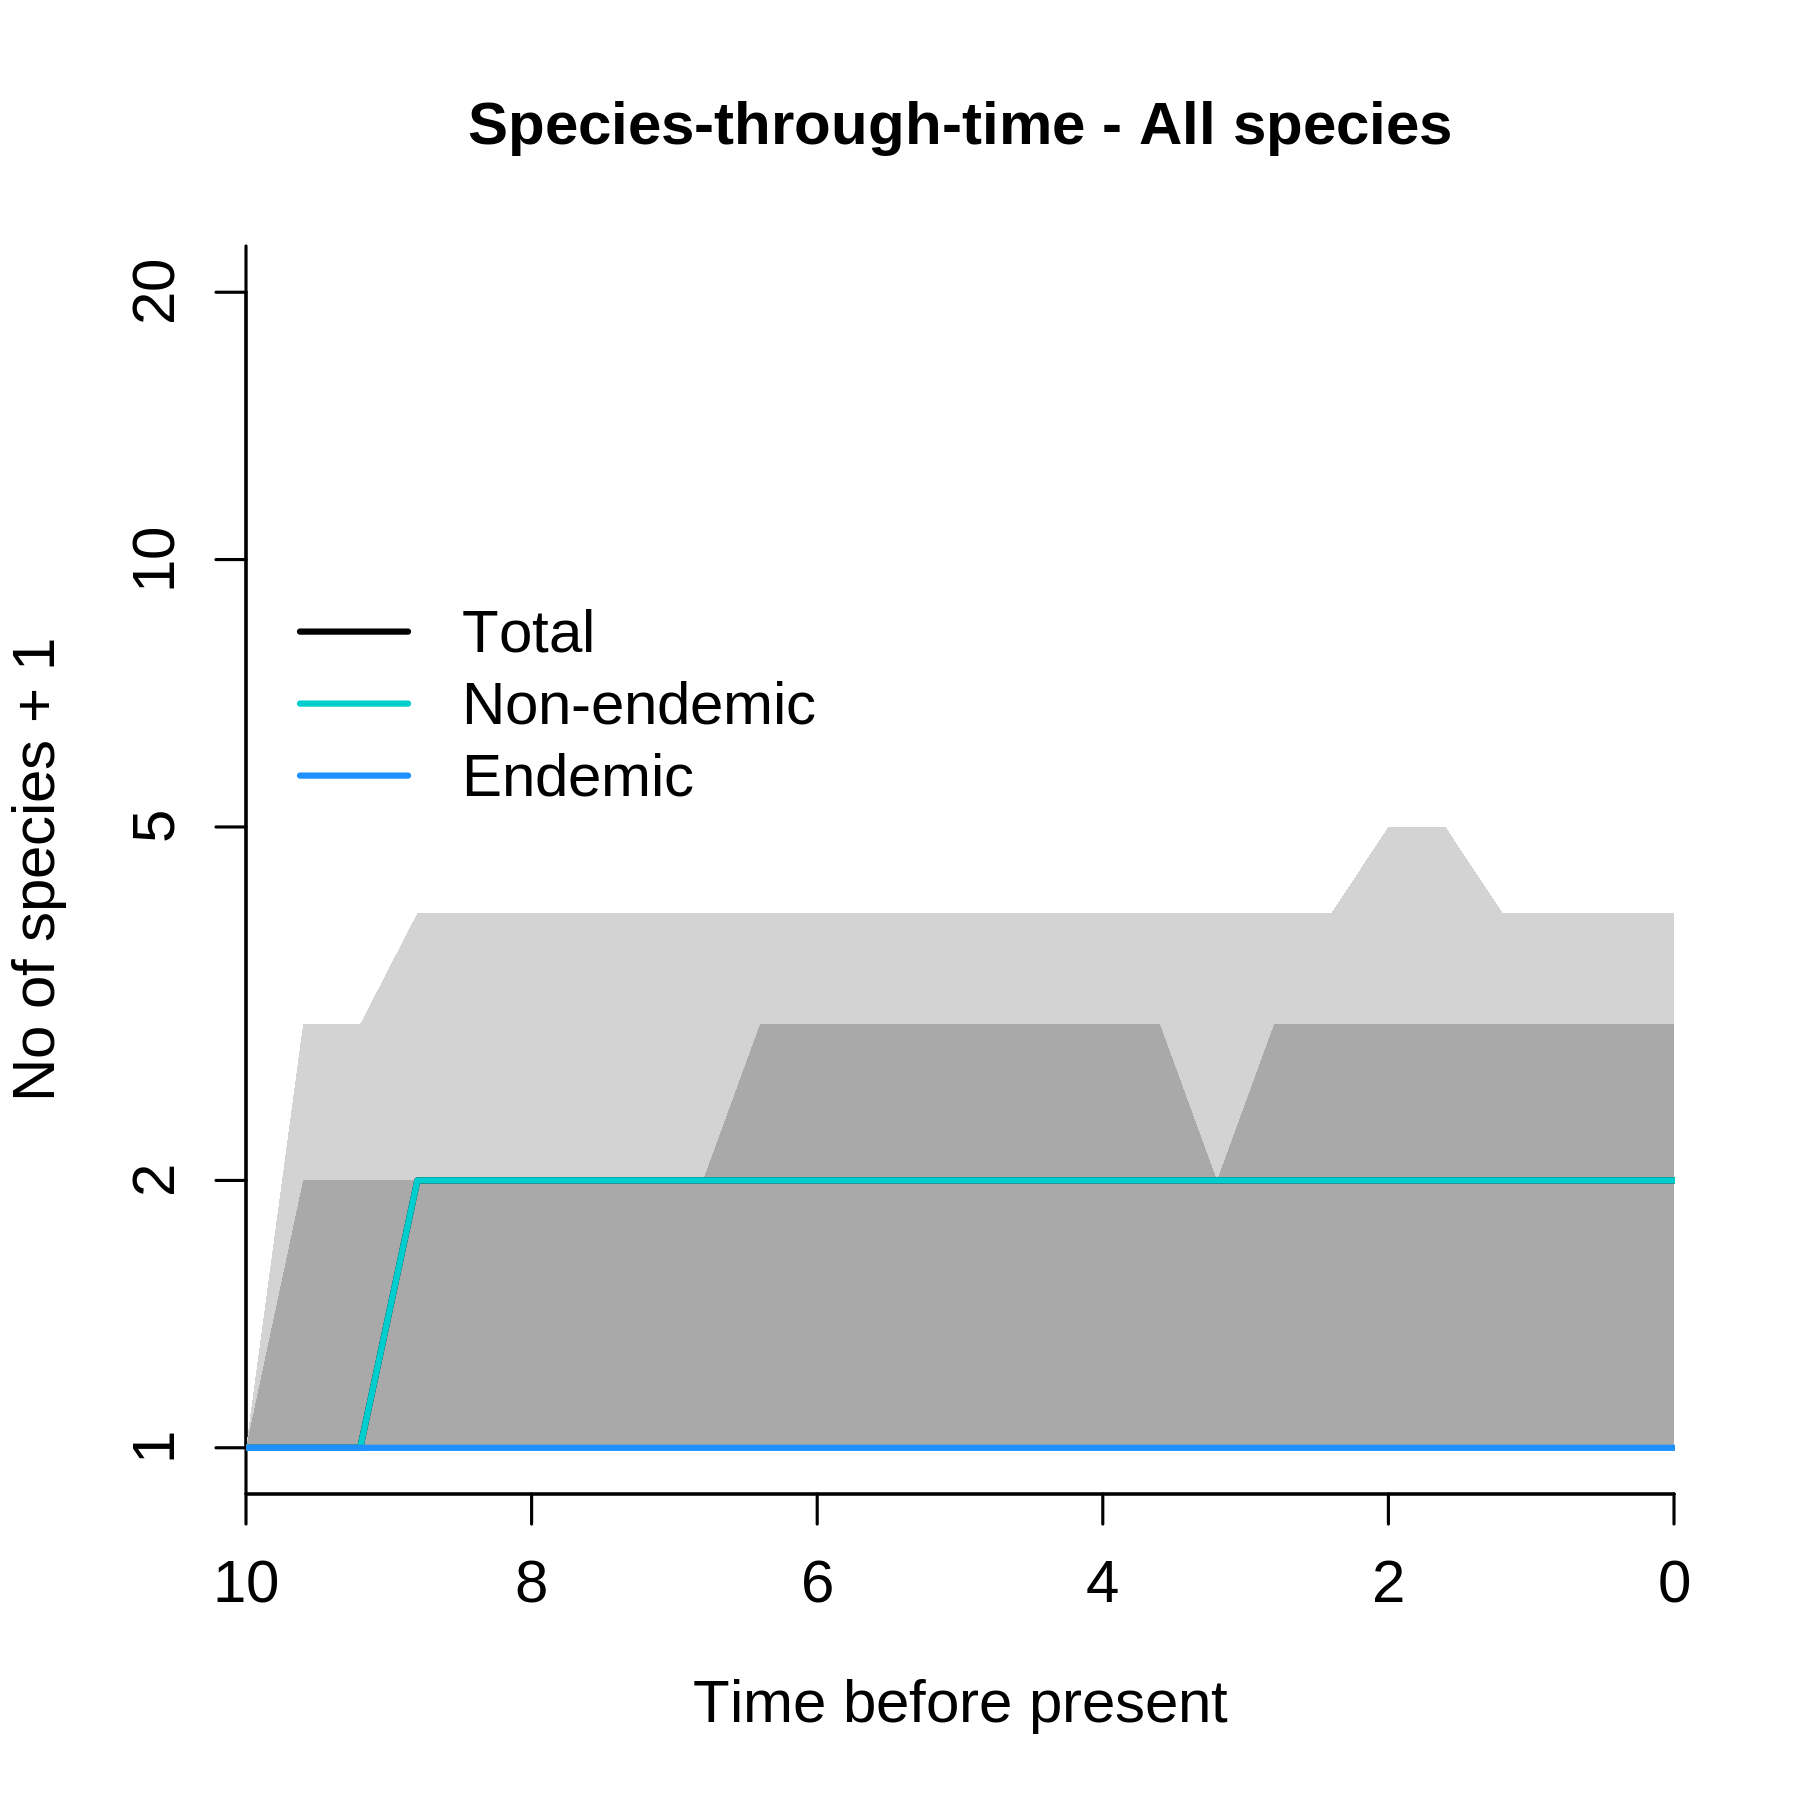 Species-through-time - All species
No of species + 1
20
10
5
2
1
Total
Non-endemic
Endemic
10 8 6 4 2 0
Time before present